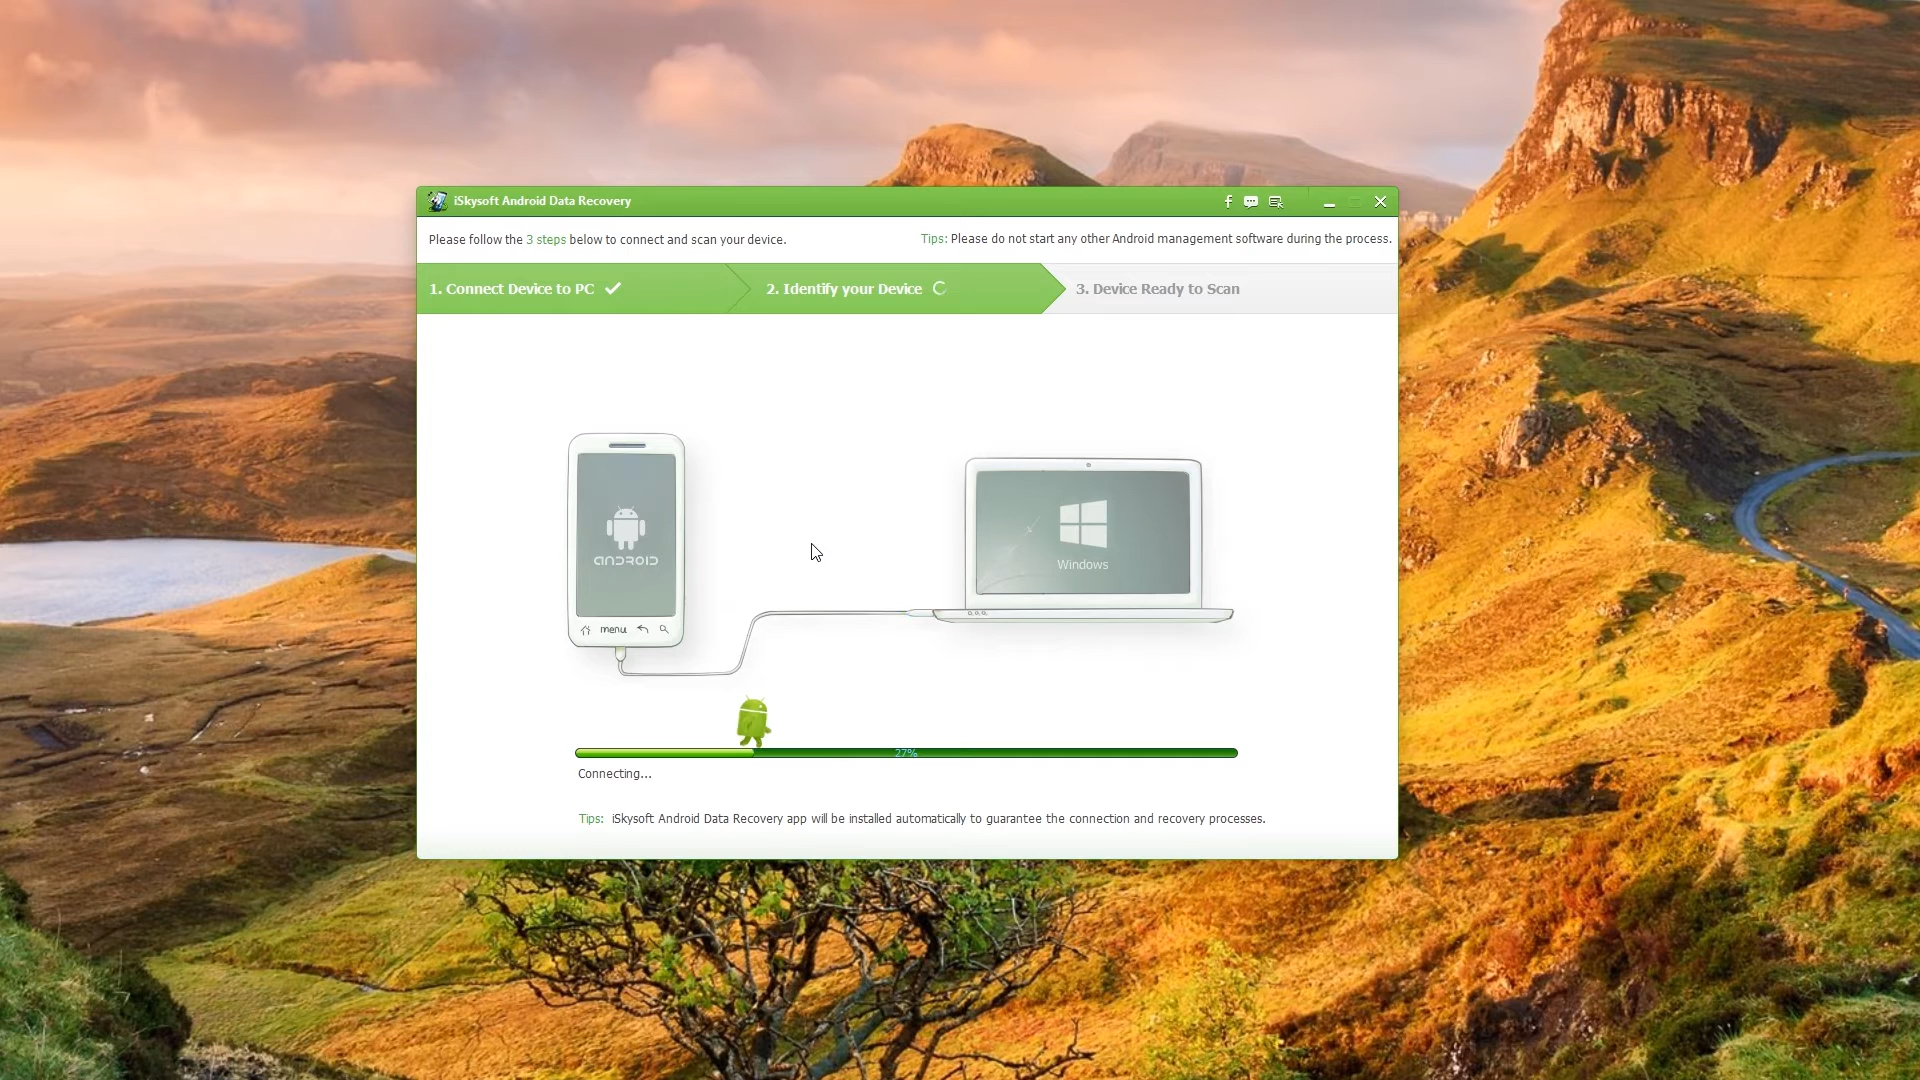 iSkysoft Android Data Recovery
Please follow the 3 steps below to connect and scan your device.
Tips: Please do not start any other Android management software during the process.
1. Connect Device to PC
2. Identify your Device
3. Device Ready to Scan
ANDROID
menu
Windows
27%
Connecting...
Tips: iSkysoft Android Data Recovery app will be installed automatically to guarantee the connection and recovery processes.